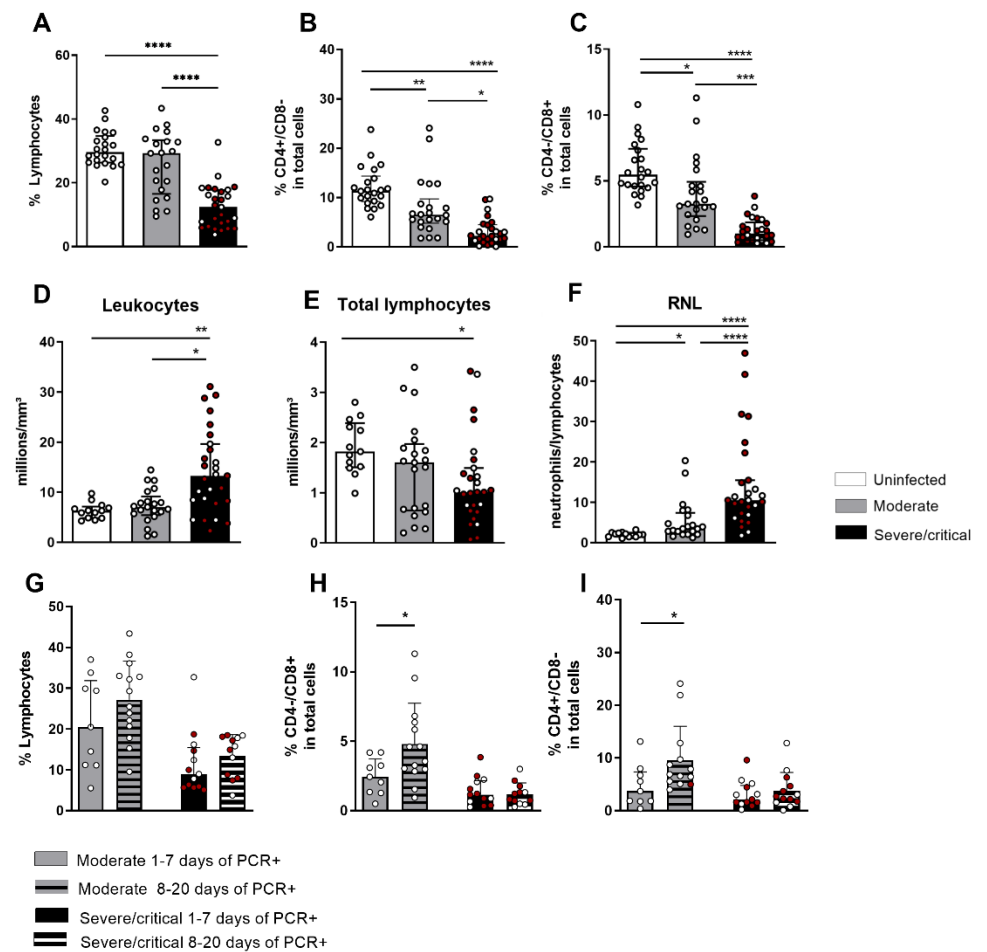 A
% Lymphocytes
60
40
20
0
****
****
B
% CD4+/CD8-
in total cells
40
30
20
10
0
****
**
*
C
% CD4-/CD8+
in total cells
15
10
5
0
****
*
***
D
Leukocytes
millions/mm³
40
30
20
10
0
**
*
E
Total lymphocytes
millions/mm³
4
3
2
1
0
*
F
RNL
neutrophils/lymphocytes
50
40
30
20
10
0
****
*
****
Uninfected
Moderate
Severe/critical
G
% Lymphocytes
50
40
30
20
10
0
H
% CD4-/CD8+
in total cells
15
10
5
0
*
I
% CD4+/CD8-
in total cells
40
30
20
10
0
*
Moderate 1-7 days of PCR+
Moderate 8-20 days of PCR+
Severe/critical 1-7 days of PCR+
Severe/critical 8-20 days of PCR+